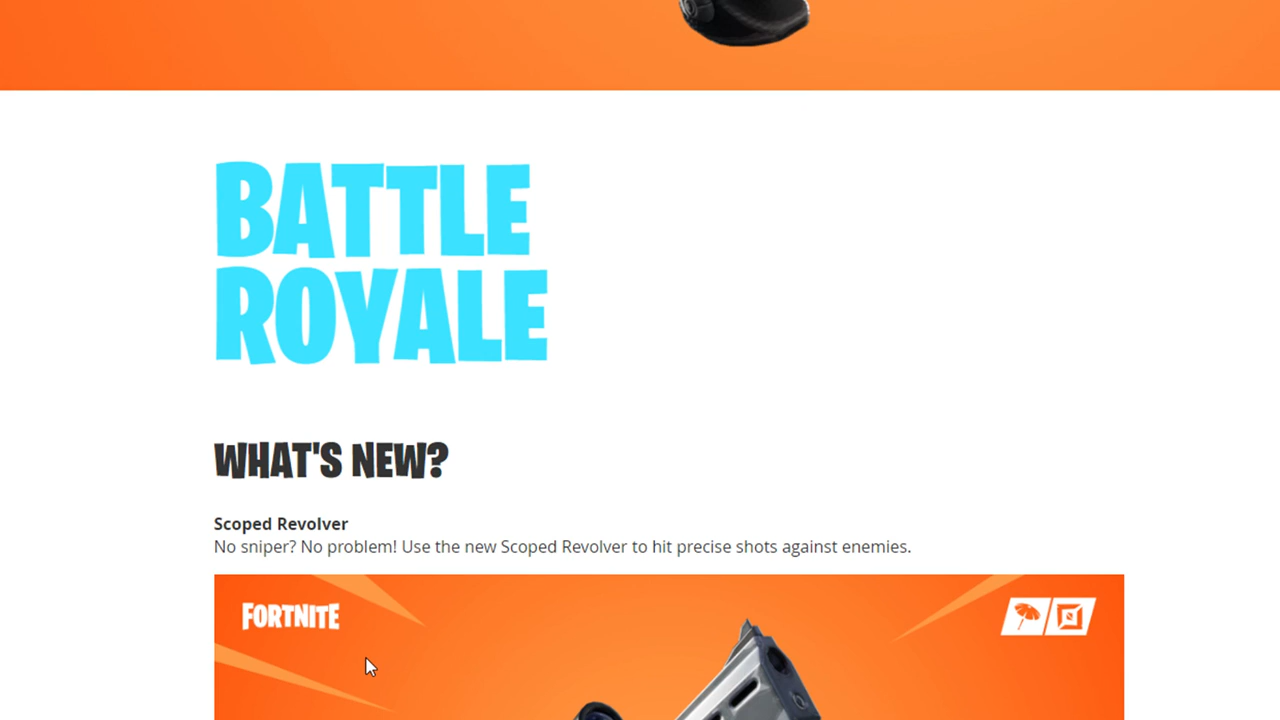 BATTLE
ROYALE
WHAT'S NEW?
Scoped Revolver
No sniper? No problem! Use the new Scoped Revolver to hit precise shots against enemies.
FORTNITE